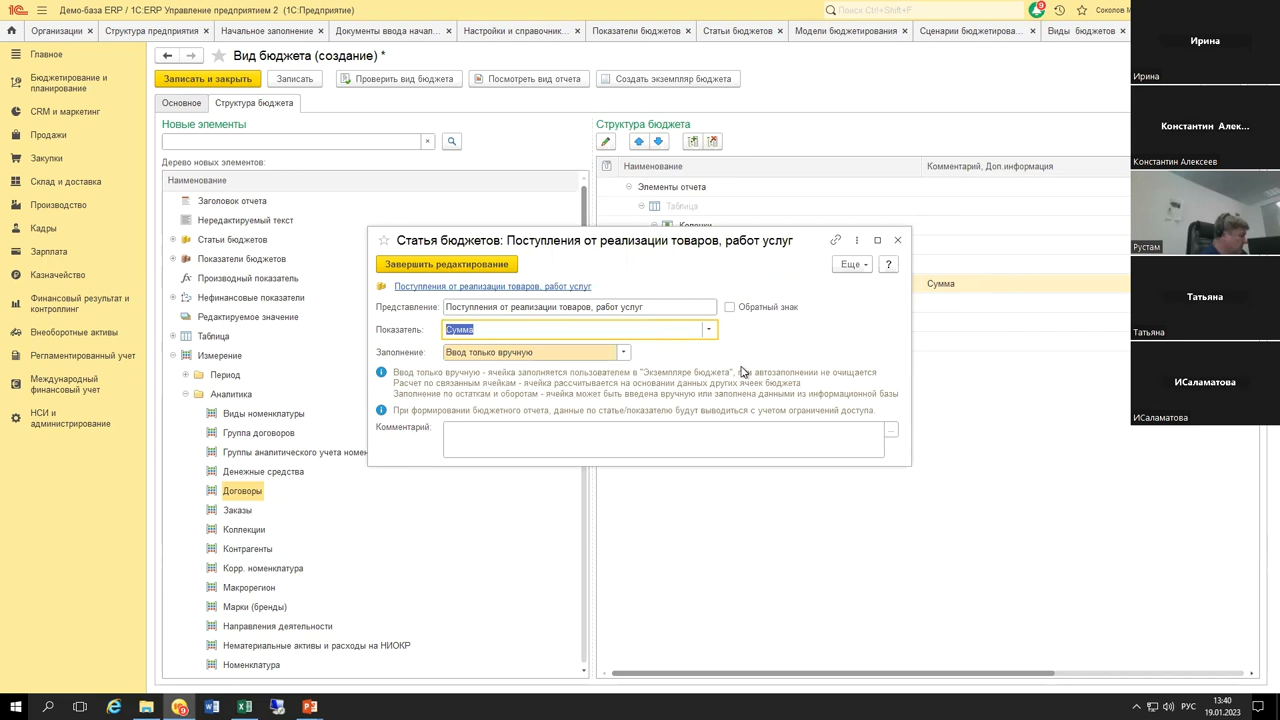 Демо-база ERP / 1С:ERP Управление предприятием 2 (1С:Предприятие)
Поиск Ctrl+Shift+F
9
Соколов М
Организации ×
Структура предприятия ×
Начальное заполнение ×
Документы ввода начал... ×
Настройки и справочник... ×
Показатели бюджетов ×
Статьи бюджетов ×
Модели бюджетирования ×
Сценарии бюджетирова... ×
Виды бюджетов ×
Главное
Бюджетирование и планирование
CRM и маркетинг
Продажи
Закупки
Склад и доставка
Производство
Кадры
Зарплата
Казначейство
Финансовый результат и контроллинг
Внеоборотные активы
Регламентированный учет
Международный финансовый учет
НСИ и администрирование
Вид бюджета (создание) *
Записать и закрыть
Записать
Проверить вид бюджета
Посмотреть вид отчета
Создать экземпляр бюджета
Основное
Структура бюджета
Новые элементы
Дерево новых элементов:
Наименование
Заголовок отчета
Нередактируемый текст
Статьи бюджетов
Показатели бюджетов
Производный показатель
Нефинансовые показатели
Редактируемое значение
Таблица
Измерение
Период
Аналитика
Виды номенклатуры
Группа договоров
Группы аналитического учета номен
Денежные средства
Договоры
Заказы
Коллекции
Контрагенты
Корр. номенклатура
Макрорегион
Марки (бренды)
Направления деятельности
Нематериальные активы и расходы на НИОКР
Номенклатура
Структура бюджета
Наименование
Комментарий, Доп.информация
Элементы отчета
Таблица
Колонки
Сумма
Статья бюджетов: Поступления от реализации товаров, работ услуг
Завершить редактирование
Еще
?
Поступления от реализации товаров, работ услуг
Представление: Поступления от реализации товаров, работ услуг
Обратный знак
Показатель: Сумма
Заполнение: Ввод только вручную
Ввод только вручную - ячейка заполняется пользователем в "Экземпляре бюджета", при автозаполнении не очищается
Расчет по связанным ячейкам - ячейка рассчитывается на основании данных других ячеек бюджета
Заполнение по остаткам и оборотам - ячейка может быть введена вручную или заполнена данными из информационной базы
При формировании бюджетного отчета, данные по статье/показателю будут выводиться с учетом ограничений доступа.
Комментарий:
...
Ирина
Ирина
Константин Алек...
Константин Алексеев
Рустам
Татьяна
Татьяна
ИСаламатова
ИСаламатова
РУС
13:40
19.01.2023